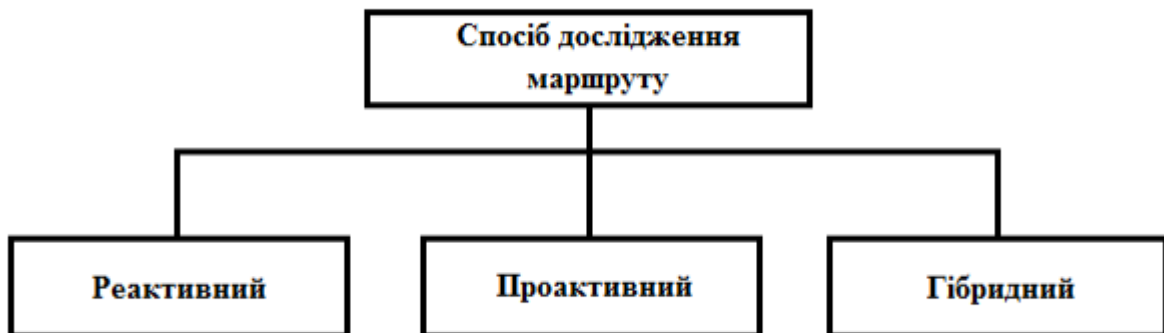 Спосіб дослідження
маршруту
Реактивний
Проактивний
Гібридний